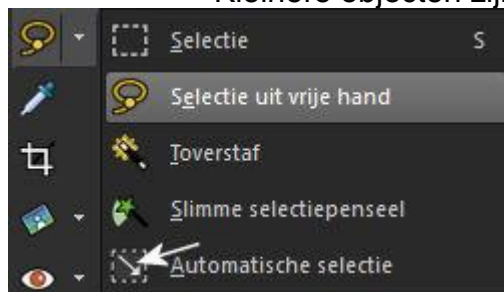 Selectie S
Selectie uit vrije hand
Toverstaf
Slimme selectiepenseel
Automatische selectie